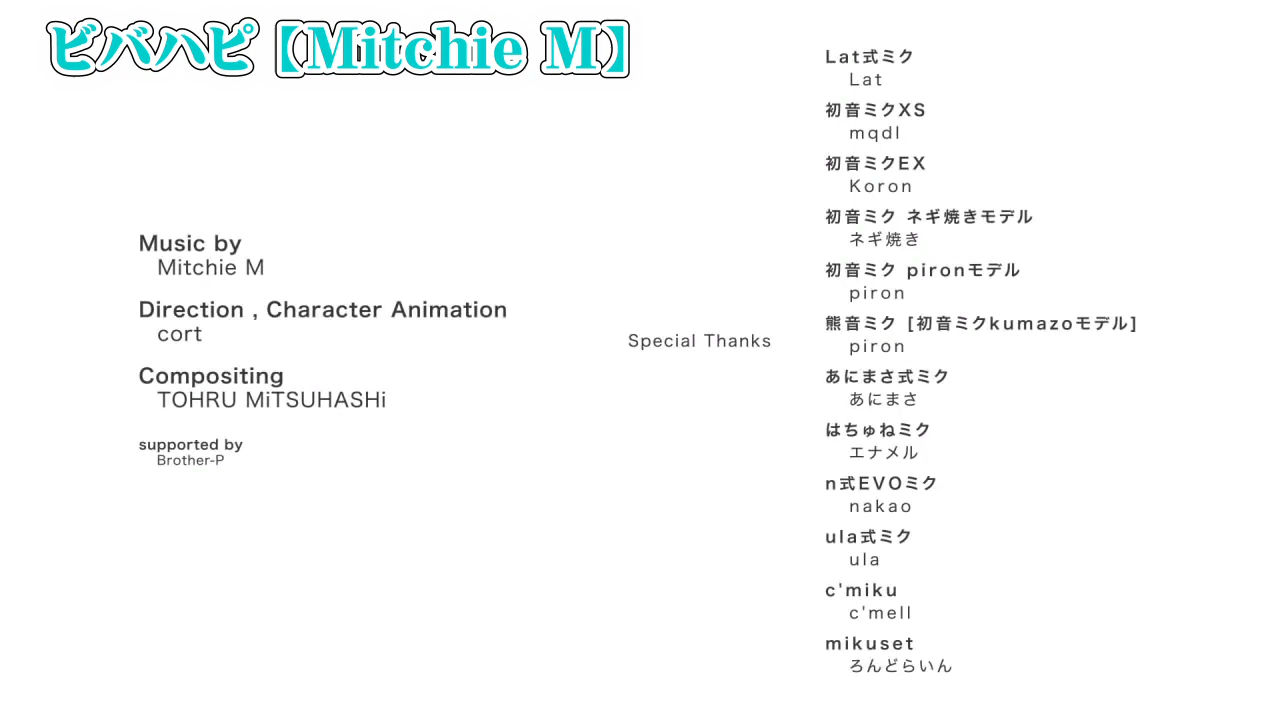 ビバハピ【Mitchie M】
Music by
Mitchie M
Direction , Character Animation
cort
Compositing
TOHRU MiTSUHASHi
supported by
Brother-P
Special Thanks
Lat式ミク
Lat
初音ミクXS
mqdl
初音ミクEX
Koron
初音ミク ネギ焼きモデル
ネギ焼き
初音ミク pironモデル
piron
熊音ミク [初音ミクkumazoモデル]
piron
あにまさ式ミク
あにまさ
はちゅねミク
エナメル
n式EVOミク
nakao
ula式ミク
ula
c'miku
c'mell
mikuset
ろんどらいん